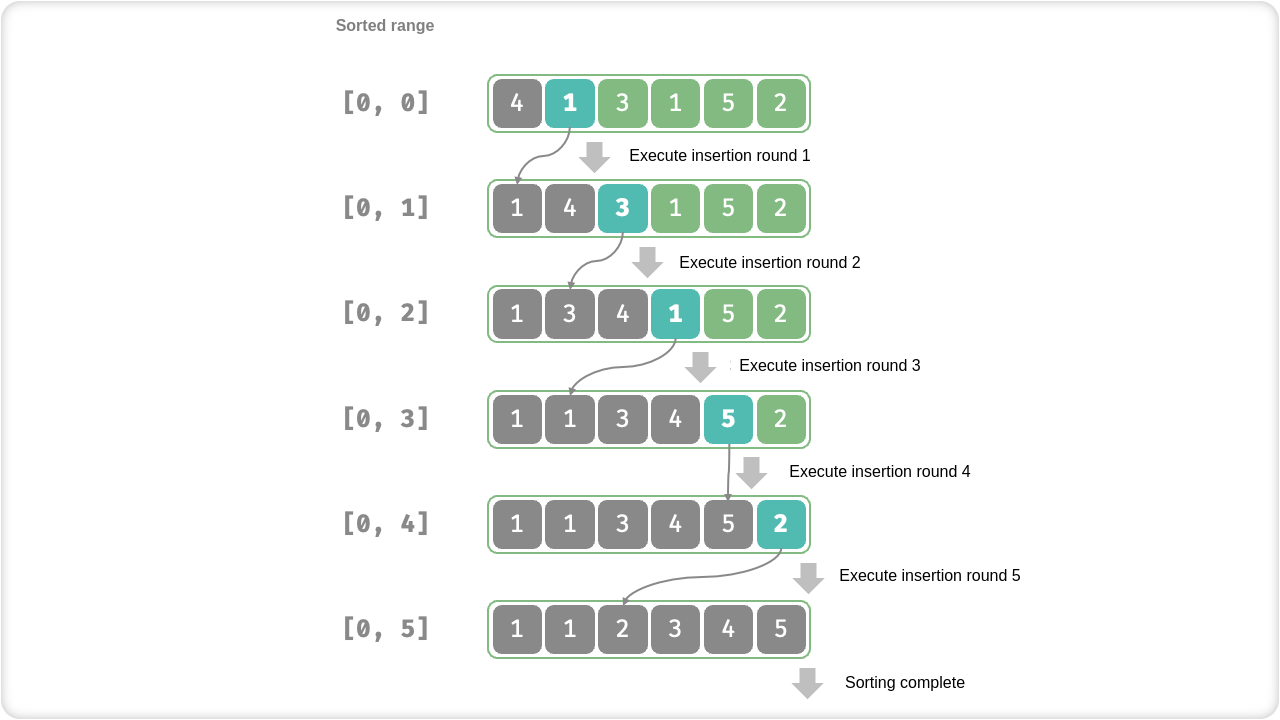 Sorted range
[0, 0] 4 1 3 1 5 2
Execute insertion round 1
[0, 1] 1 4 3 1 5 2
Execute insertion round 2
[0, 2] 1 3 4 1 5 2
Execute insertion round 3
[0, 3] 1 1 3 4 5 2
Execute insertion round 4
[0, 4] 1 1 3 4 5 2
Execute insertion round 5
[0, 5] 1 1 2 3 4 5
Sorting complete